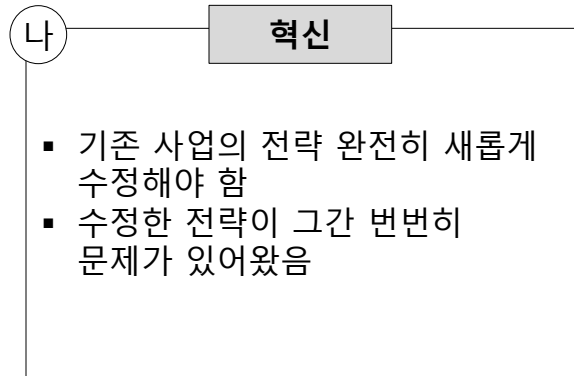 나
혁신
▪ 기존 사업의 전략 완전히 새롭게
수정해야 함
▪ 수정한 전략이 그간 번번히
문제가 있어왔음